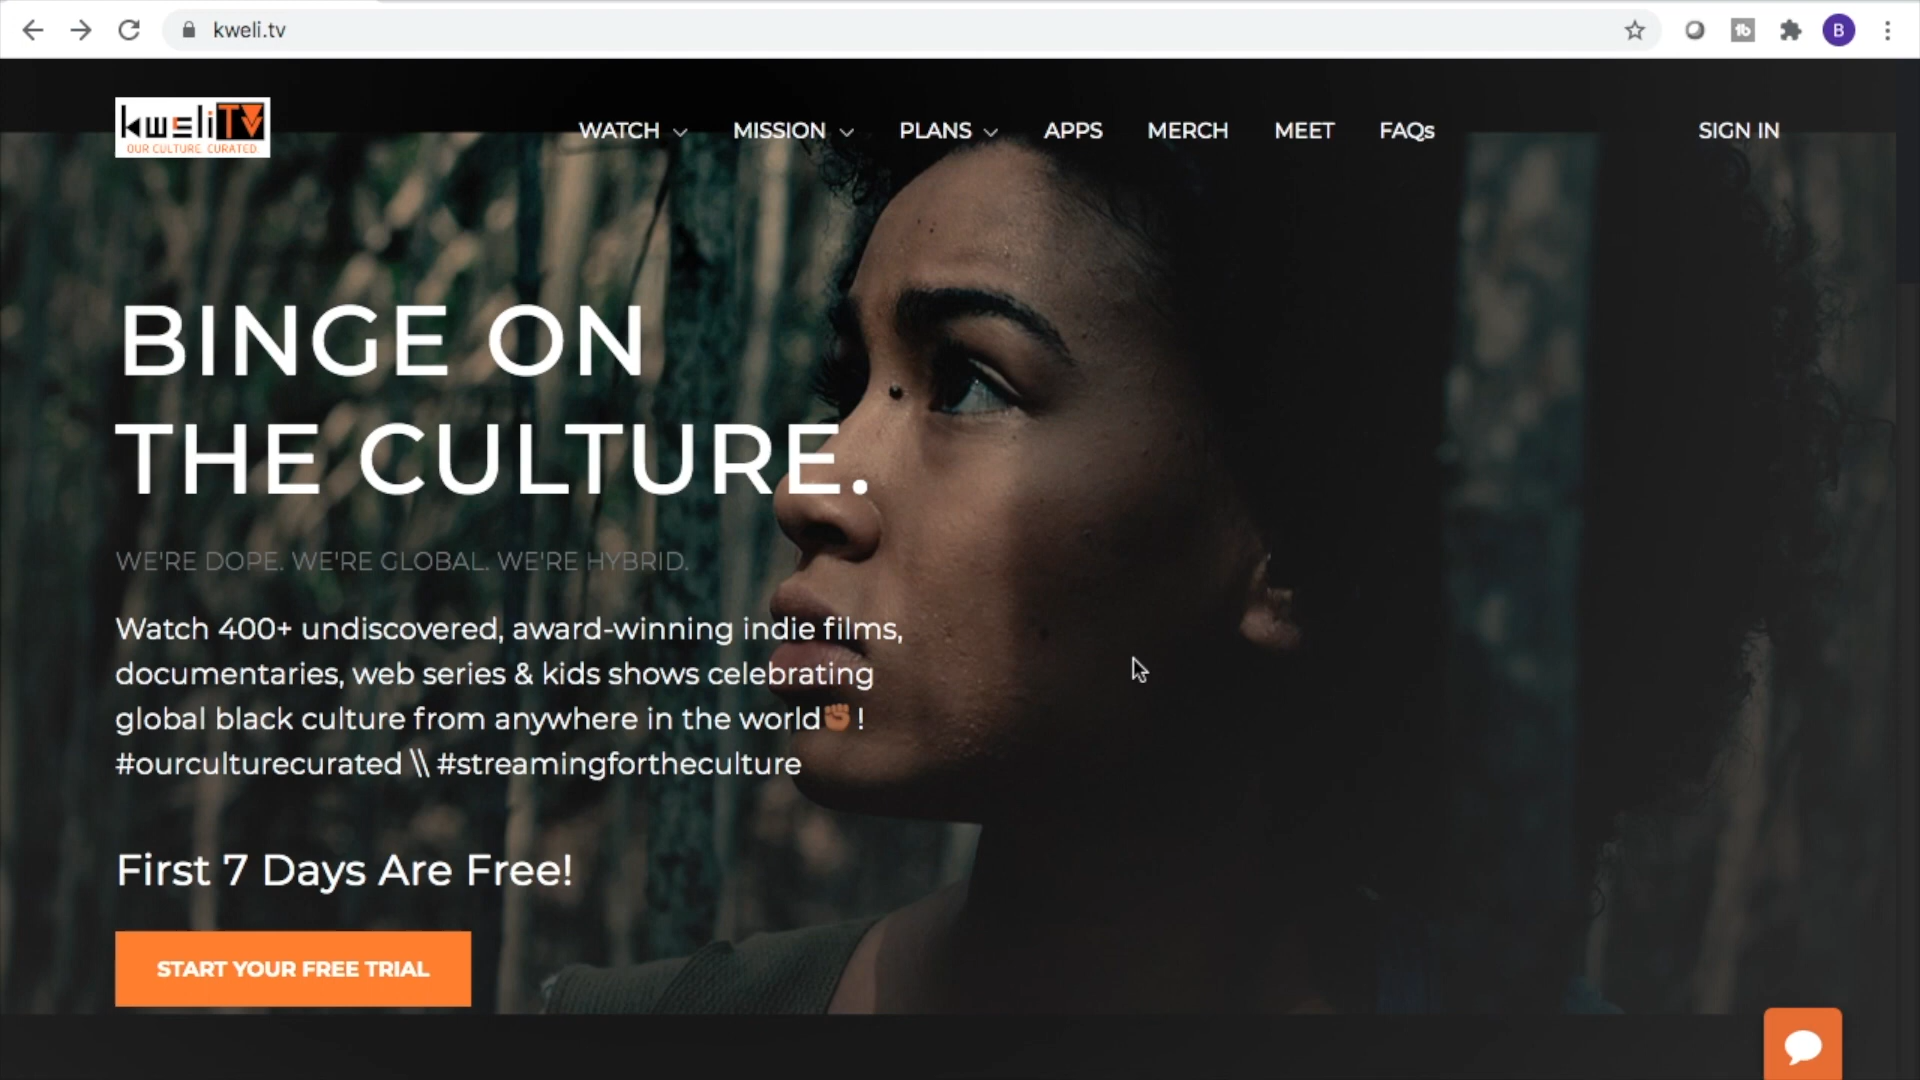 kweli.tv
B
kweliTV
OUR CULTURE. CURATED.
WATCH MISSION PLANS APPS MERCH MEET FAQs SIGN IN
BINGE ON
THE CULTURE.
WE'RE DOPE. WE'RE GLOBAL. WE'RE HYBRID.
Watch 400+ undiscovered, award-winning indie films,
documentaries, web series & kids shows celebrating
global black culture from anywhere in the world✊🏾!
#ourculturecurated \\ #streamingfortheculture
First 7 Days Are Free!
START YOUR FREE TRIAL